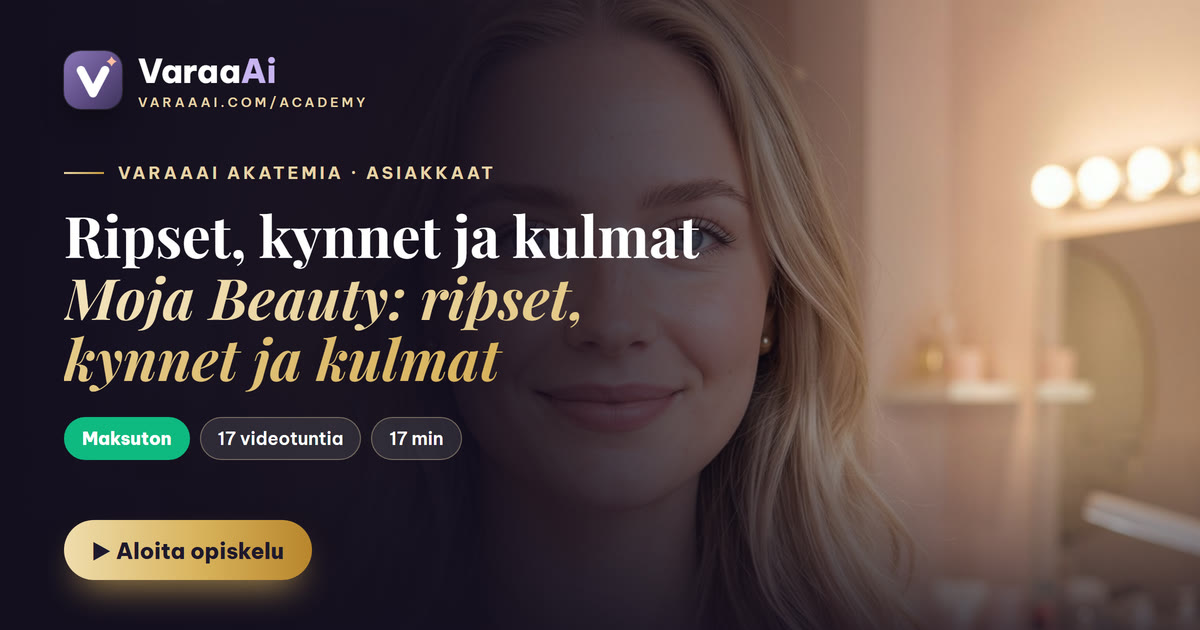 V
VaraaAi
VARAAAI.COM/ACADEMY
VARAAAI AKATEMIA · ASIAKKAAT
Ripset, kynnet ja kulmat
Moja Beauty: ripset,
kynnet ja kulmat
Maksuton
17 videotuntia
17 min
▶ Aloita opiskelu